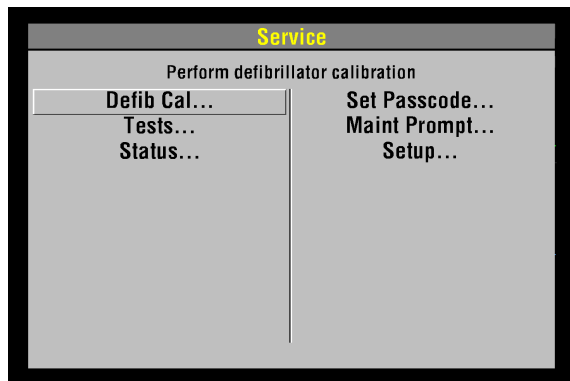 Service
Perform defibrillator calibration
Defib Cal...
Tests...
Status...
Set Passcode...
Maint Prompt...
Setup...